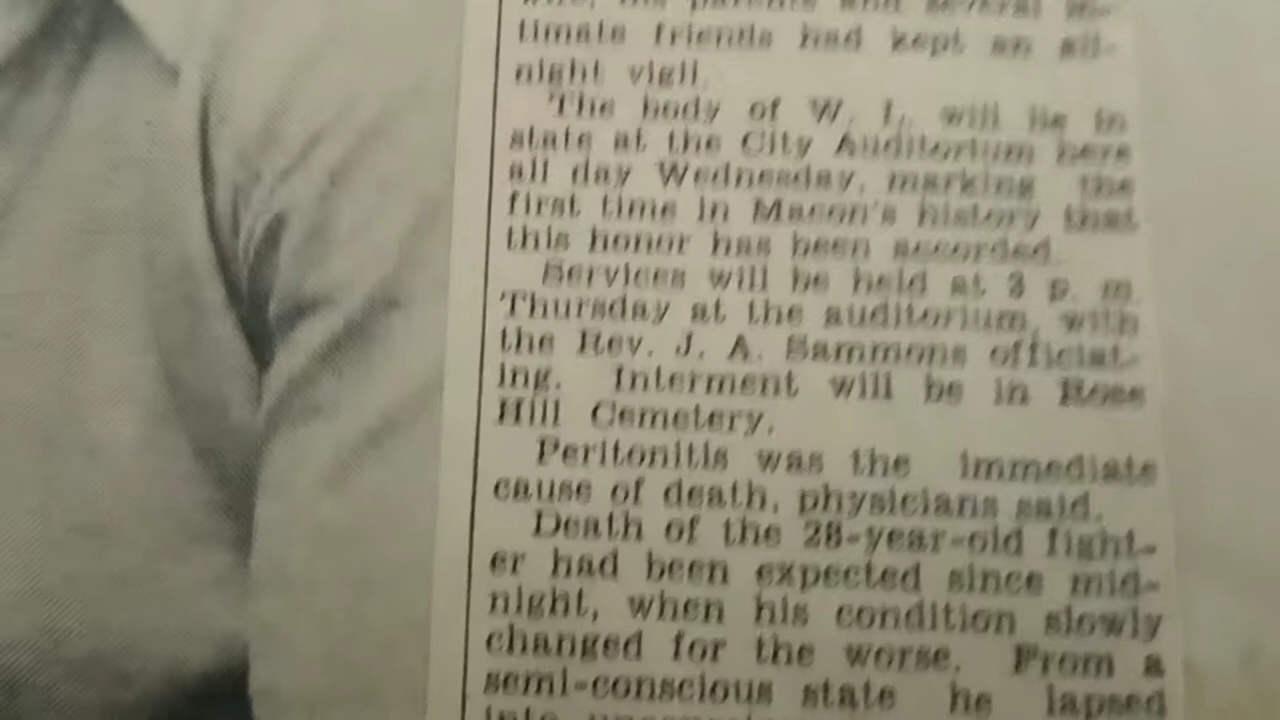 wife, his parents and several in-
timate friends had kept an all-
night vigil.
The body of W. L. will lie in
state at the City Auditorium here
all day Wednesday, marking the
first time in Macon's history that
this honor has been accorded.
Services will be held at 3 p. m.
Thursday at the auditorium, with
the Rev. J. A. Sammons officiat-
ing. Interment will be in Rose
Hill Cemetery.
Peritonitis was the immediate
cause of death, physicians said.
Death of the 28-year-old fight-
er had been expected since mid-
night, when his condition slowly
changed for the worse. From a
semi-conscious state he lapsed
into